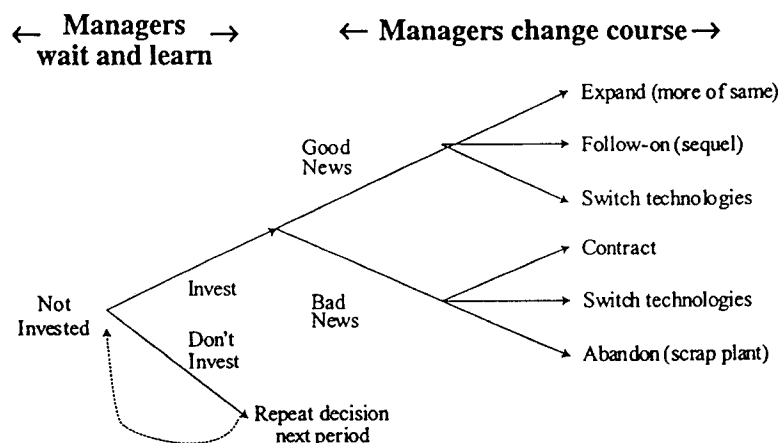 ← Managers →
wait and learn
← Managers change course →
Expand (more of same)
Good
News
Follow-on (sequel)
Switch technologies
Contract
Invest
Bad
News
Not
Invested
Switch technologies
Don't
Invest
Abandon (scrap plant)
Repeat decision
next period